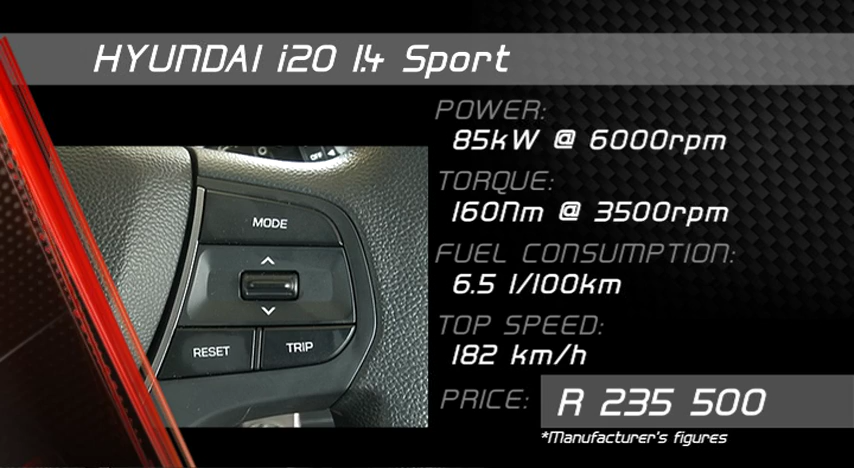 HYUNDAI i20 1.4 Sport
POWER:
85kW @ 6000rpm
TORQUE:
160Nm @ 3500rpm
FUEL CONSUMPTION:
6.5 l/100km
TOP SPEED:
182 km/h
PRICE: R 235 500
*Manufacturer's figures
OFF
MODE
RESET TRIP